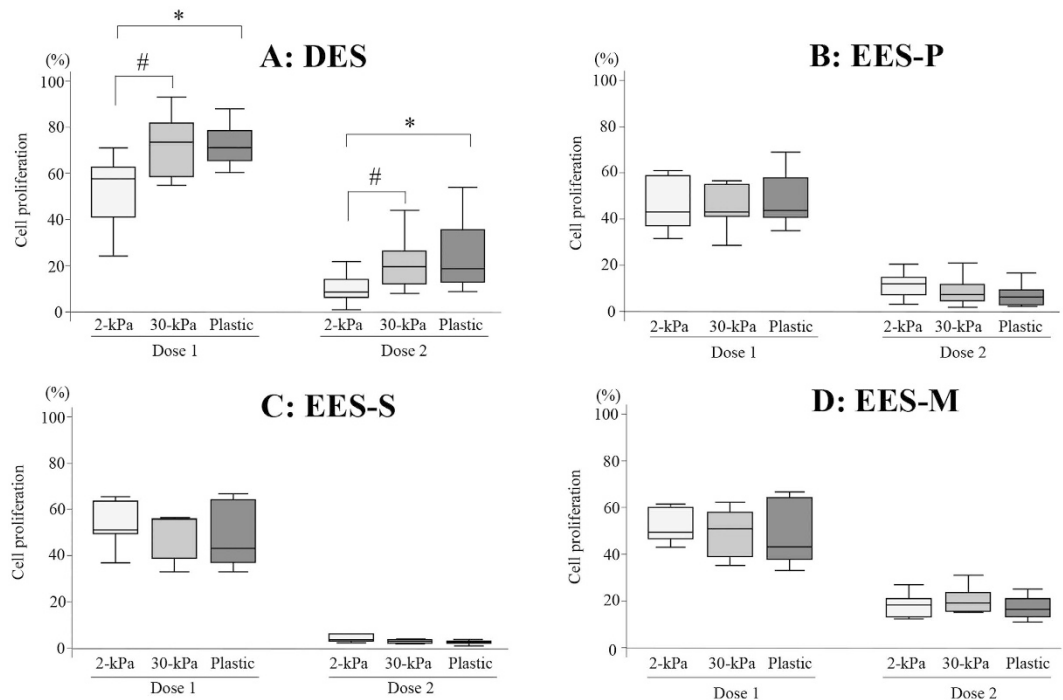 *
(%)
A: DES
#
100
80
60
40
20
0
Cell proliferation
*
#
2-kPa 30-kPa Plastic 2-kPa 30-kPa Plastic
Dose 1 Dose 2
(%)
B: EES-P
100
80
60
40
20
0
Cell proliferation
2-kPa 30-kPa Plastic 2-kPa 30-kPa Plastic
Dose 1 Dose 2
(%)
C: EES-S
100
80
60
40
20
0
Cell proliferation
2-kPa 30-kPa Plastic 2-kPa 30-kPa Plastic
Dose 1 Dose 2
(%)
D: EES-M
100
80
60
40
20
0
Cell proliferation
2-kPa 30-kPa Plastic 2-kPa 30-kPa Plastic
Dose 1 Dose 2